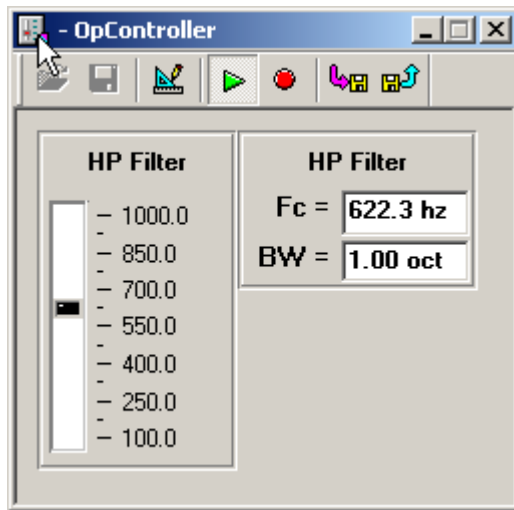 - OpController
HP Filter
1000.0
850.0
700.0
550.0
400.0
250.0
100.0
HP Filter
Fc = 622.3 hz
BW = 1.00 oct